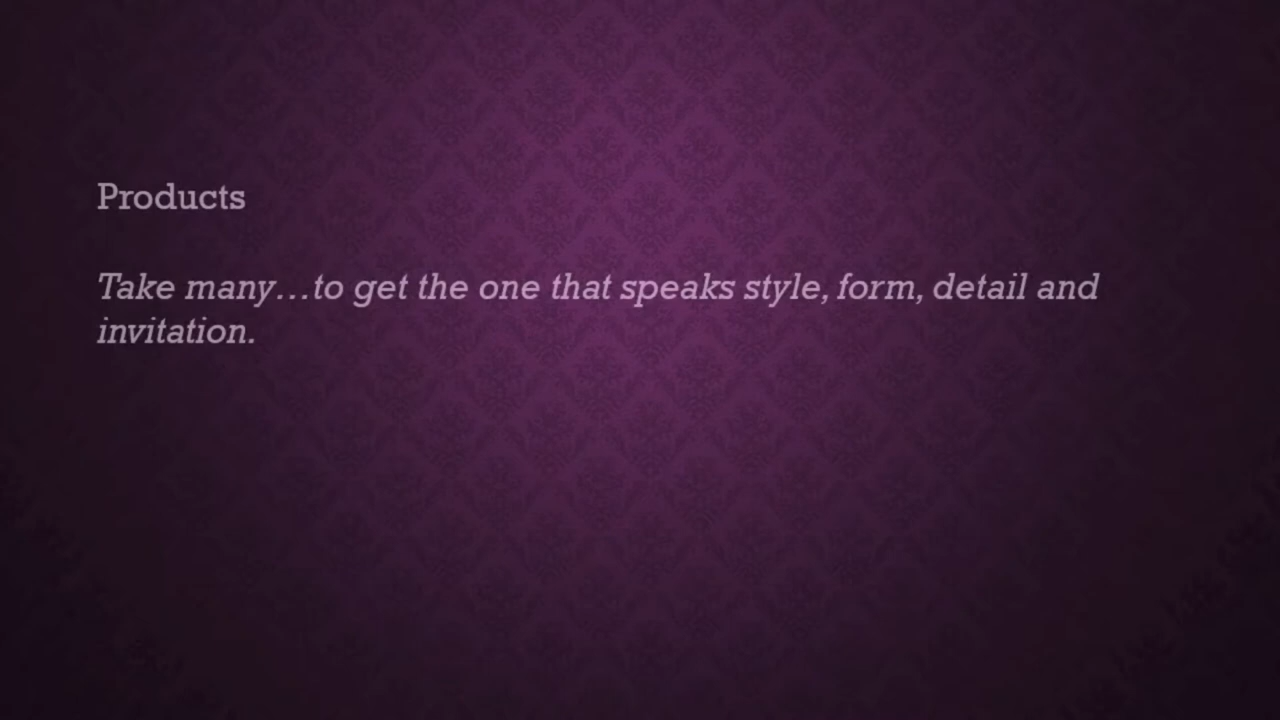 Products
Take many...to get the one that speaks style, form, detail and
invitation.